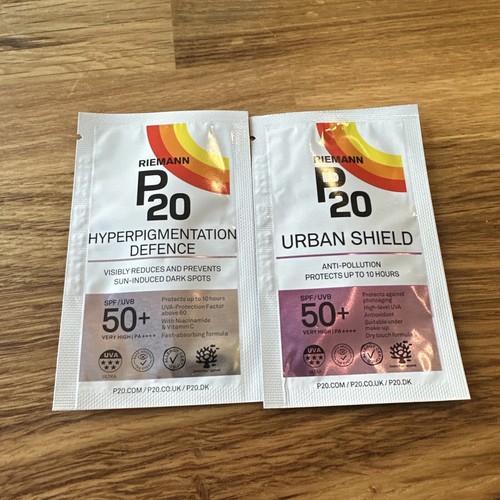 RIEMANN
P
20
HYPERPIGMENTATION
DEFENCE
VISIBLY REDUCES AND PREVENTS
SUN-INDUCED DARK SPOTS
SPF/UVB
50+
VERY HIGH | PA++++
Protects up to 10 hours
UVA-Protection Factor
above 60
With Niacinamide
& Vitamin C
Fast-absorbing formula
UVA
P20.COM / P20.CO.UK / P20.DK
RIEMANN
P
20
URBAN SHIELD
ANTI-POLLUTION
PROTECTS UP TO 10 HOURS
SPF/UVB
50+
VERY HIGH | PA++++
Protects against
photoaging
High-level UVA
Antioxidant
Suitable under
make-up
Dry touch formula
UVA
P20.COM / P20.CO.UK / P20.DK